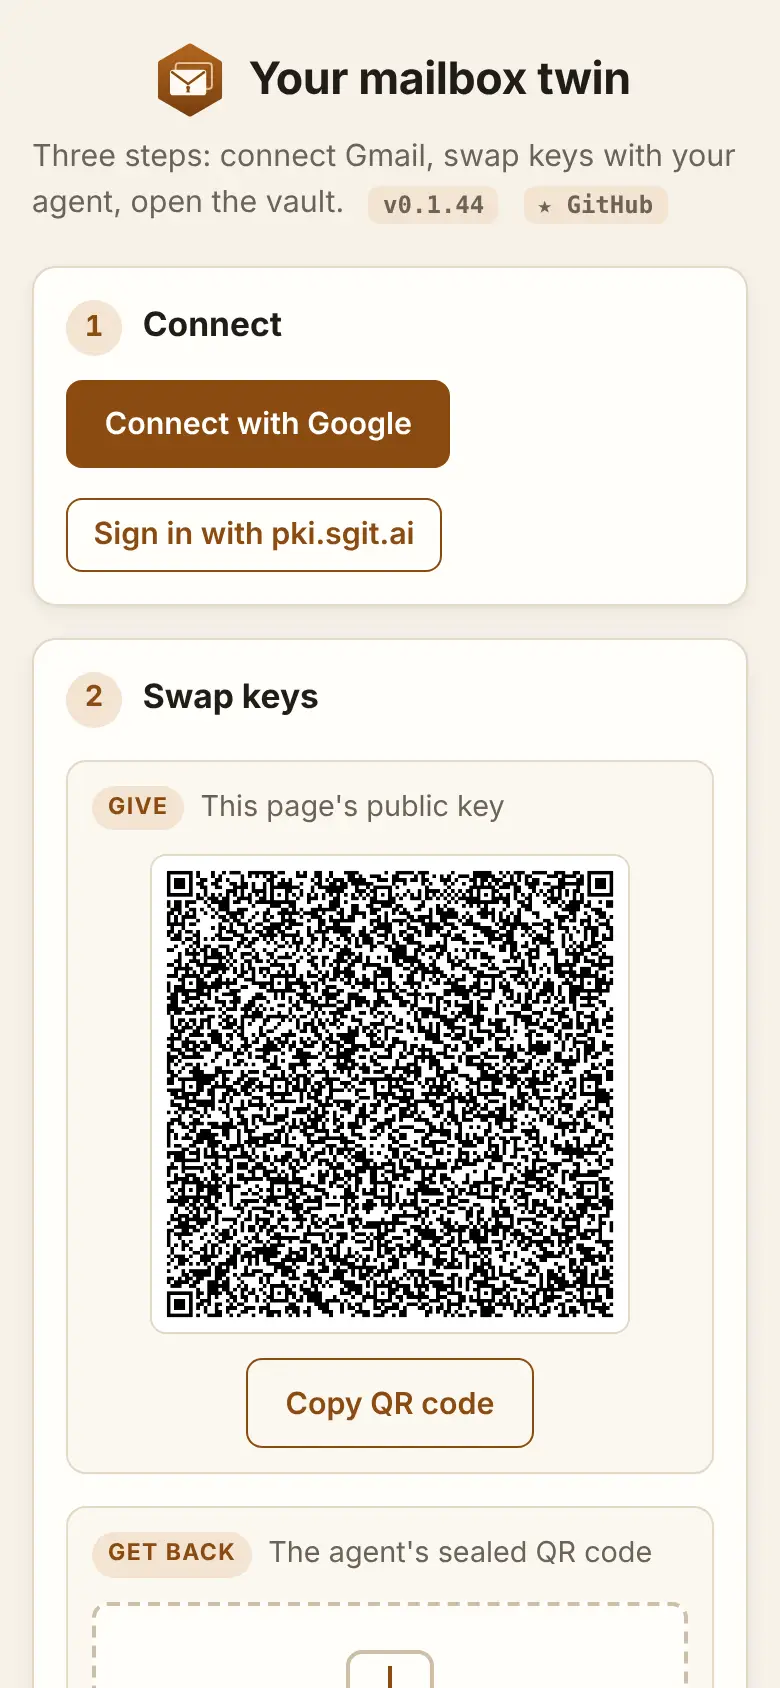 Your mailbox twin
Three steps: connect Gmail, swap keys with your
agent, open the vault. v0.1.44 ★ GitHub
1 Connect
Connect with Google
Sign in with pki.sgit.ai
2 Swap keys
GIVE This page's public key
Copy QR code
GET BACK The agent's sealed QR code